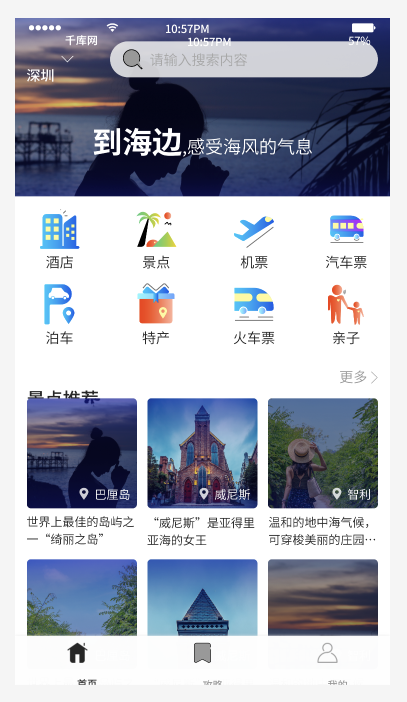 10:57PM
千库网
10:57PM
57%
深圳
请输入搜索内容
到海边,感受海风的气息
酒店
景点
机票
汽车票
泊车
特产
火车票
亲子
更多
景点推荐
巴厘岛
威尼斯
智利
世界上最佳的岛屿之
一“绮丽之岛”
“威尼斯”是亚得里
亚海的女王
温和的地中海气候，
可穿梭美丽的庄园…
首页
攻略
我的